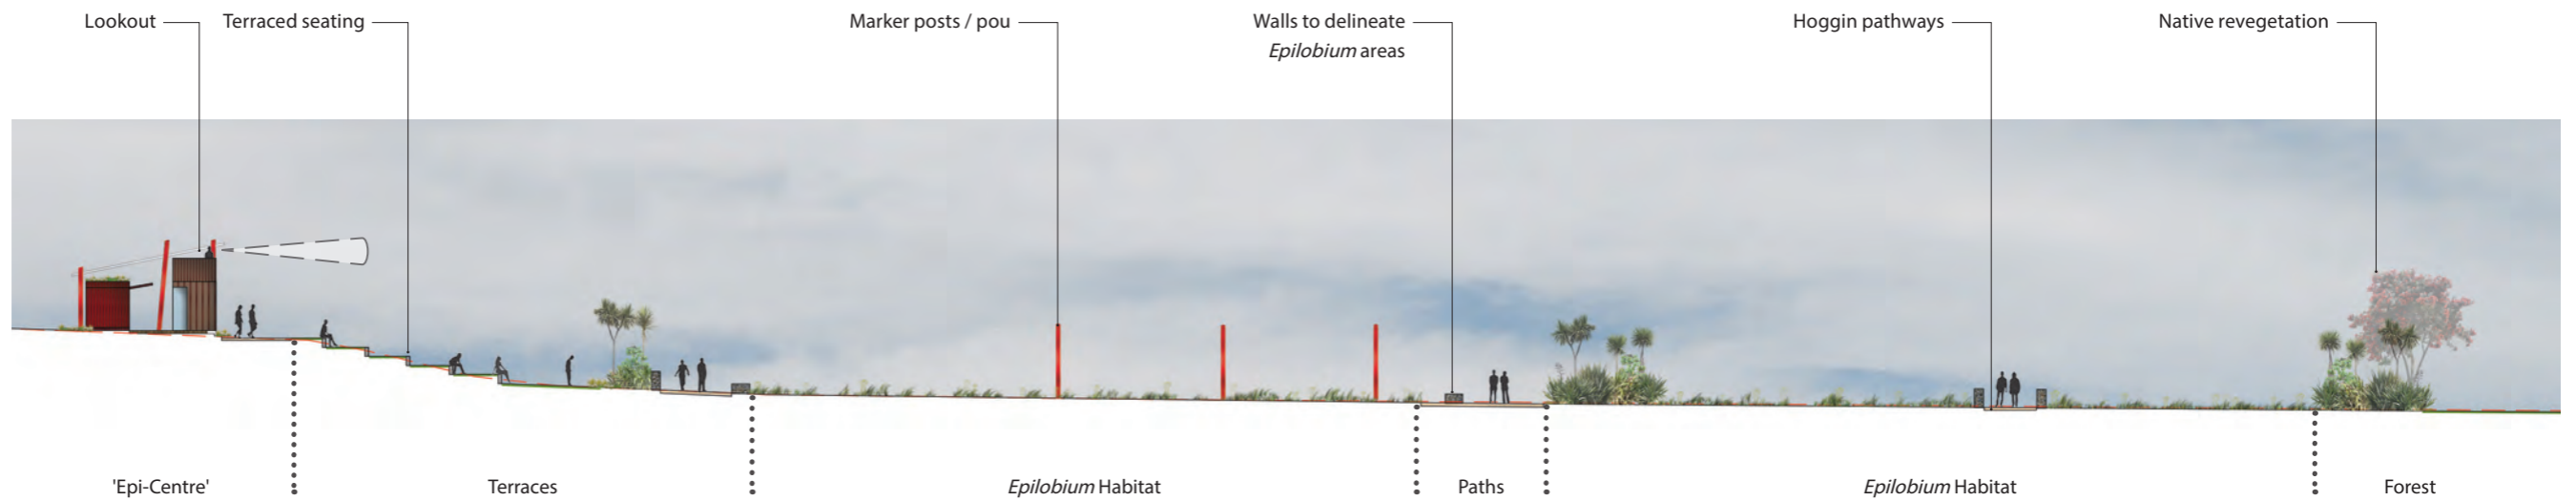 Lookout
Terraced seating
Marker posts / pou
Walls to delineate
Epilobium areas
Hoggin pathways
Native revegetation
'Epi-Centre'
Terraces
Epilobium Habitat
Paths
Epilobium Habitat
Forest